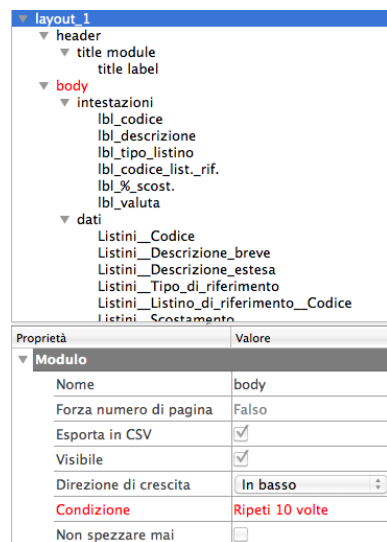 layout_1
header
title module
title label
body
intestazioni
lbl_codice
lbl_descrizione
lbl_tipo_listino
lbl_codice_list._rif.
lbl_%_scost.
lbl_valuta
dati
Listini__Codice
Listini__Descrizione_breve
Listini__Descrizione_estesa
Listini__Tipo_di_riferimento
Listini__Listino_di_riferimento__Codice
Listini__Scostamento
Proprietà Valore
Modulo
Nome body
Forza numero di pagina Falso
Esporta in CSV
Visibile
Direzione di crescita In basso
Condizione Ripeti 10 volte
Non spezzare mai